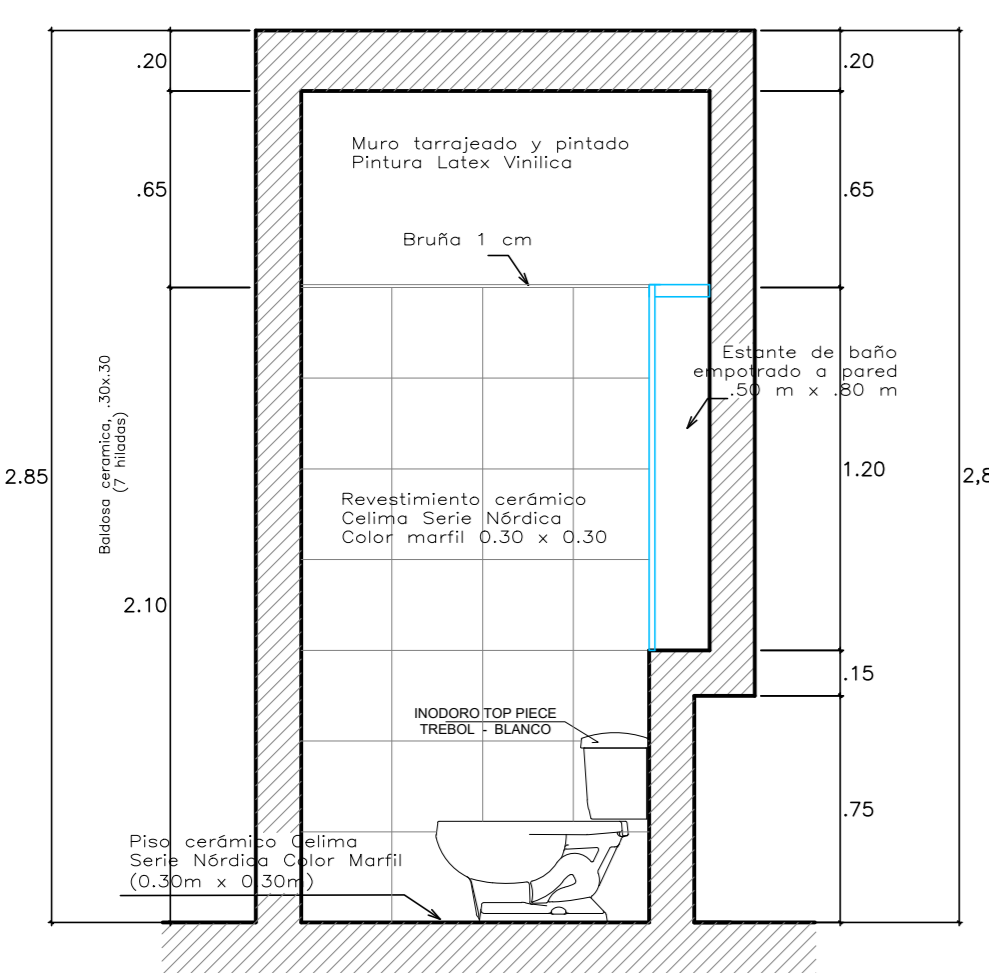 .20
.20
Muro tarrajeado y pintado
Pintura Latex Vinilica
.65
.65
Bruña 1 cm
Estante de baño
empotrado a pared
.50 m x .80 m
Baldosa ceramica, .30x.30
(7 hiladas)
2.85
1.20
2,8
Revestimiento cerámico
Celima Serie Nórdica
Color marfil 0.30 x 0.30
2.10
.15
INODORO TOP PIECE
TREBOL - BLANCO
.75
Piso cerámico Celima
Serie Nórdica Color Marfil
(0.30m x 0.30m)